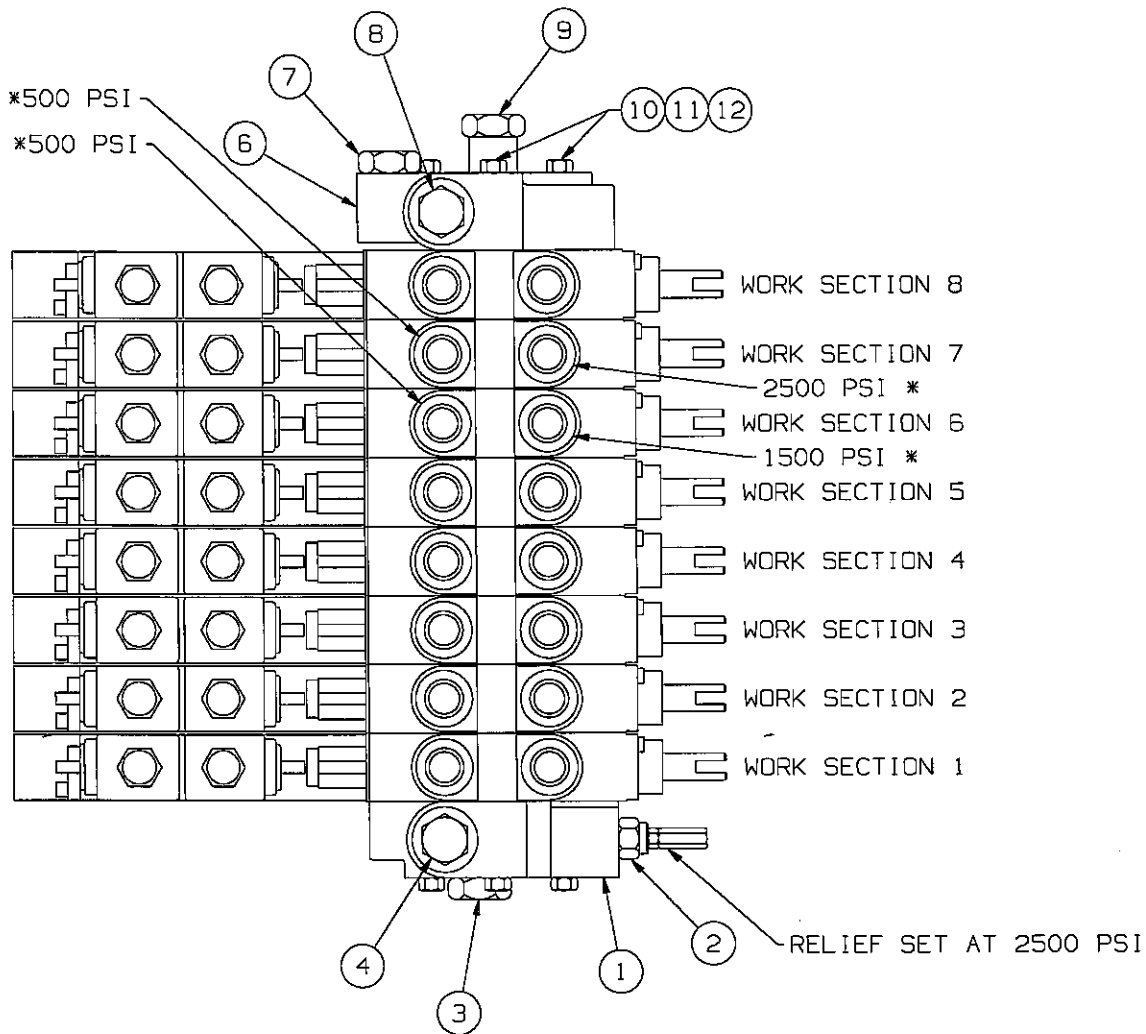 8
9
7
*500 PSI
10 11 12
*500 PSI
6
WORK SECTION 8
WORK SECTION 7
2500 PSI *
WORK SECTION 6
1500 PSI *
WORK SECTION 5
WORK SECTION 4
WORK SECTION 3
WORK SECTION 2
WORK SECTION 1
2
RELIEF SET AT 2500 PSI
4
1
3